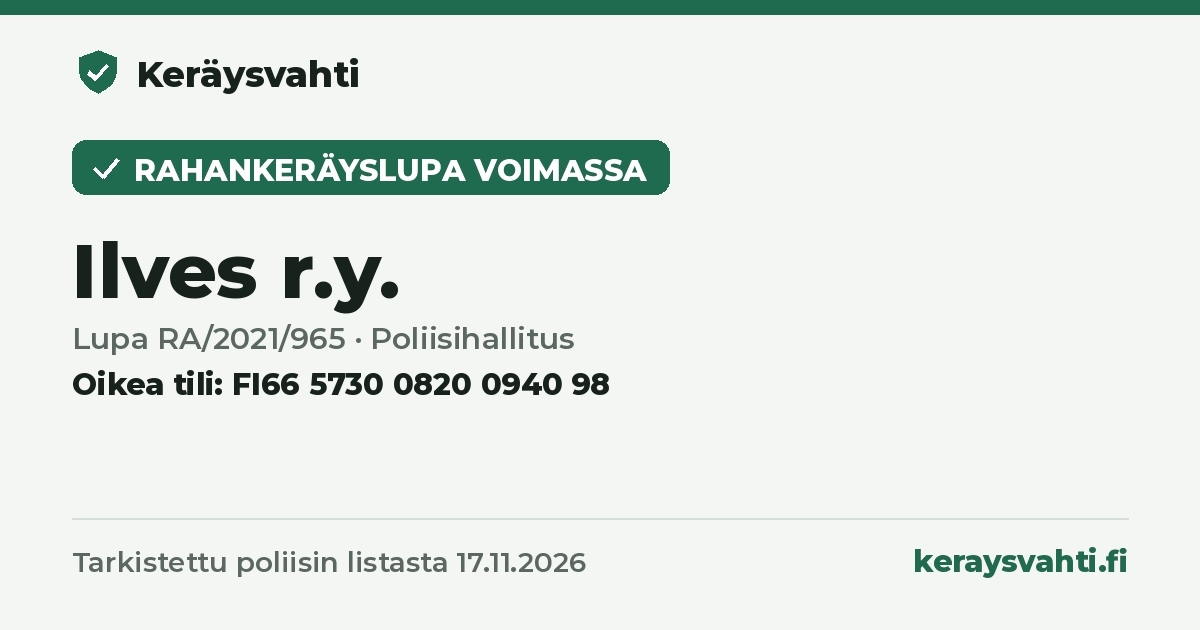 Keräysvahti
RAHANKERÄYSLUPA VOIMASSA
Ilves r.y.
Lupa RA/2021/965 · Poliisihallitus
Oikea tili: FI66 5730 0820 0940 98
Tarkistettu poliisin listasta 17.11.2026
keraysvahti.fi